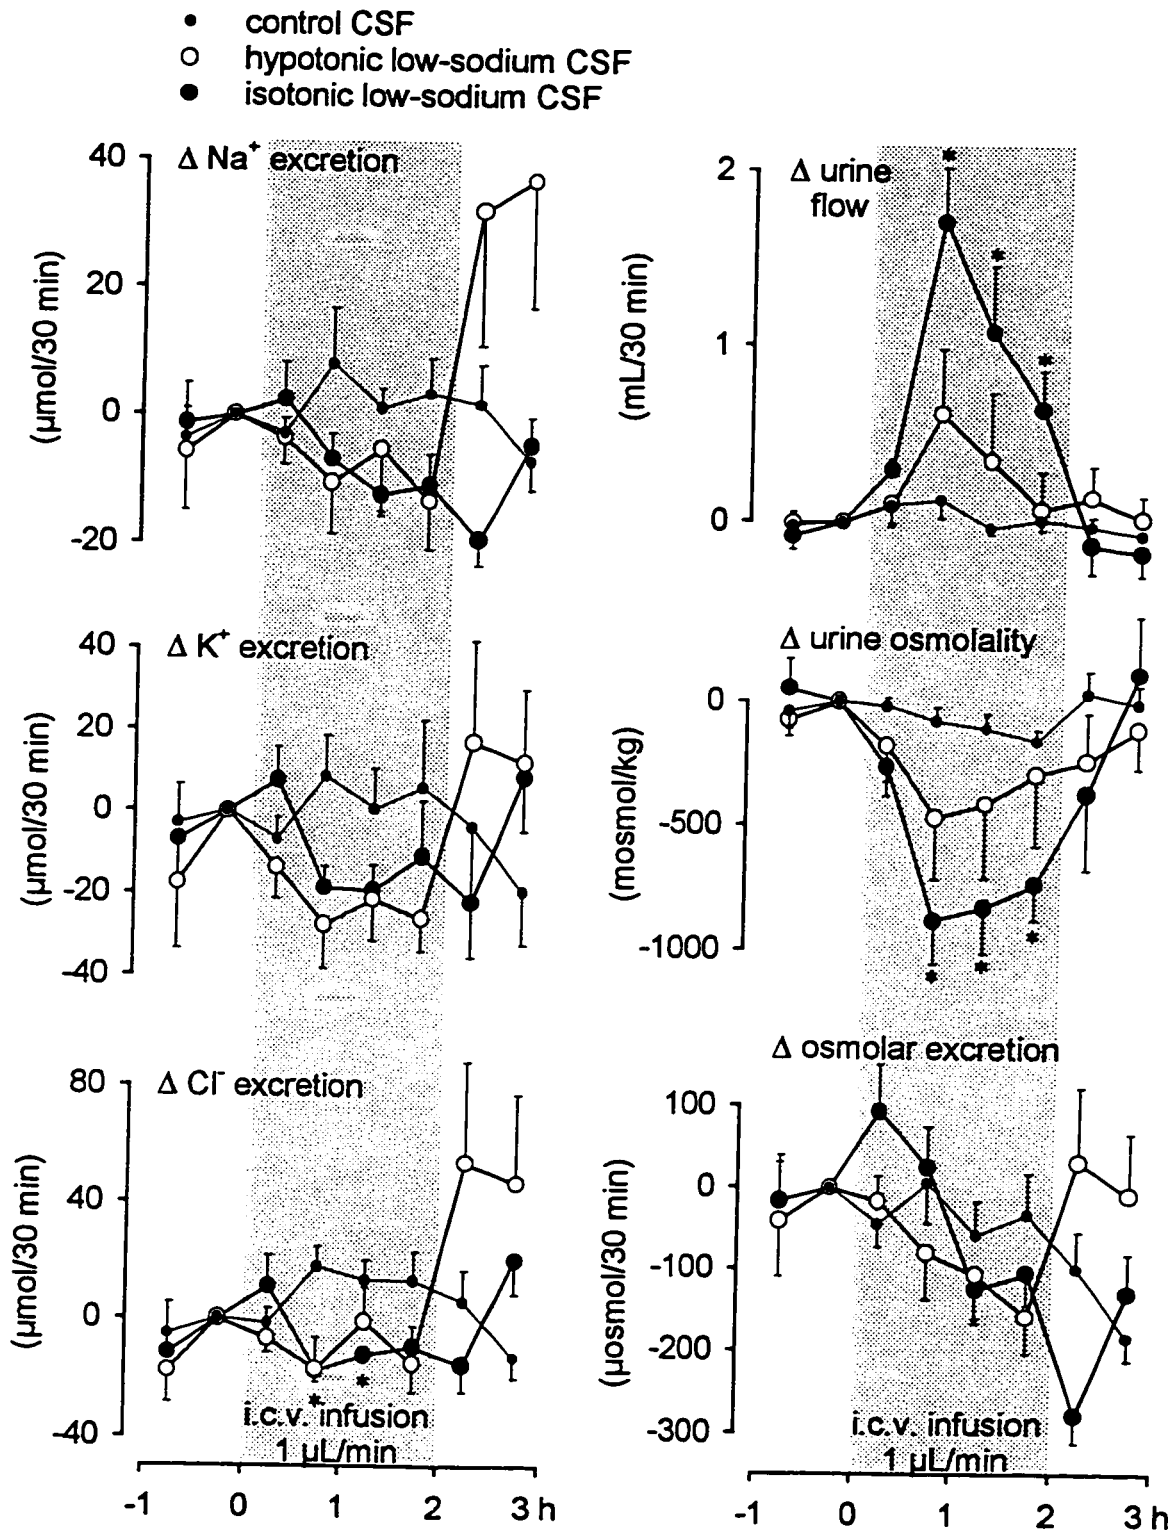 control CSF
hypotonic low-sodium CSF
isotonic low-sodium CSF
Δ Na⁺ excretion
40
20
0
-20
(µmol/30 min)
Δ urine
flow
2
1
0
(mL/30 min)
*
*
*
Δ K⁺ excretion
40
20
0
-20
-40
(µmol/30 min)
Δ urine osmolality
0
-500
-1000
(mosmol/kg)
*
*
*
Δ Cl⁻ excretion
80
40
0
-40
(µmol/30 min)
*
*
i.c.v. infusion
1 µL/min
-1 0 1 2 3 h
Δ osmolar excretion
100
0
-100
-200
-300
(µosmol/30 min)
i.c.v. infusion
1 µL/min
-1 0 1 2 3 h